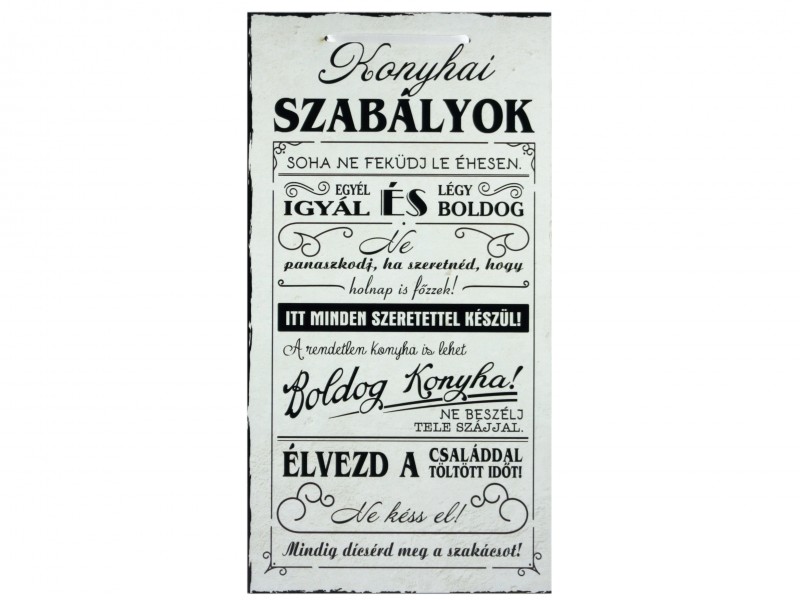 Konyhai
SZABÁLYOK
SOHA NE FEKÜDJ LE ÉHESEN.
EGYÉL
IGYÁL ÉS
LÉGY
BOLDOG
Ne
panaszkodj, ha szeretnéd, hogy
holnap is főzzek!
ITT MINDEN SZERETETTEL KÉSZÜL!
A rendetlen konyha is lehet
Boldog Konyha!
NE BESZÉLJ
TELE SZÁJJAL.
ÉLVEZD A
CSALÁDDAL
TÖLTÖTT IDŐT!
Ne késs el!
Mindig dícsérd meg a szakácsot!